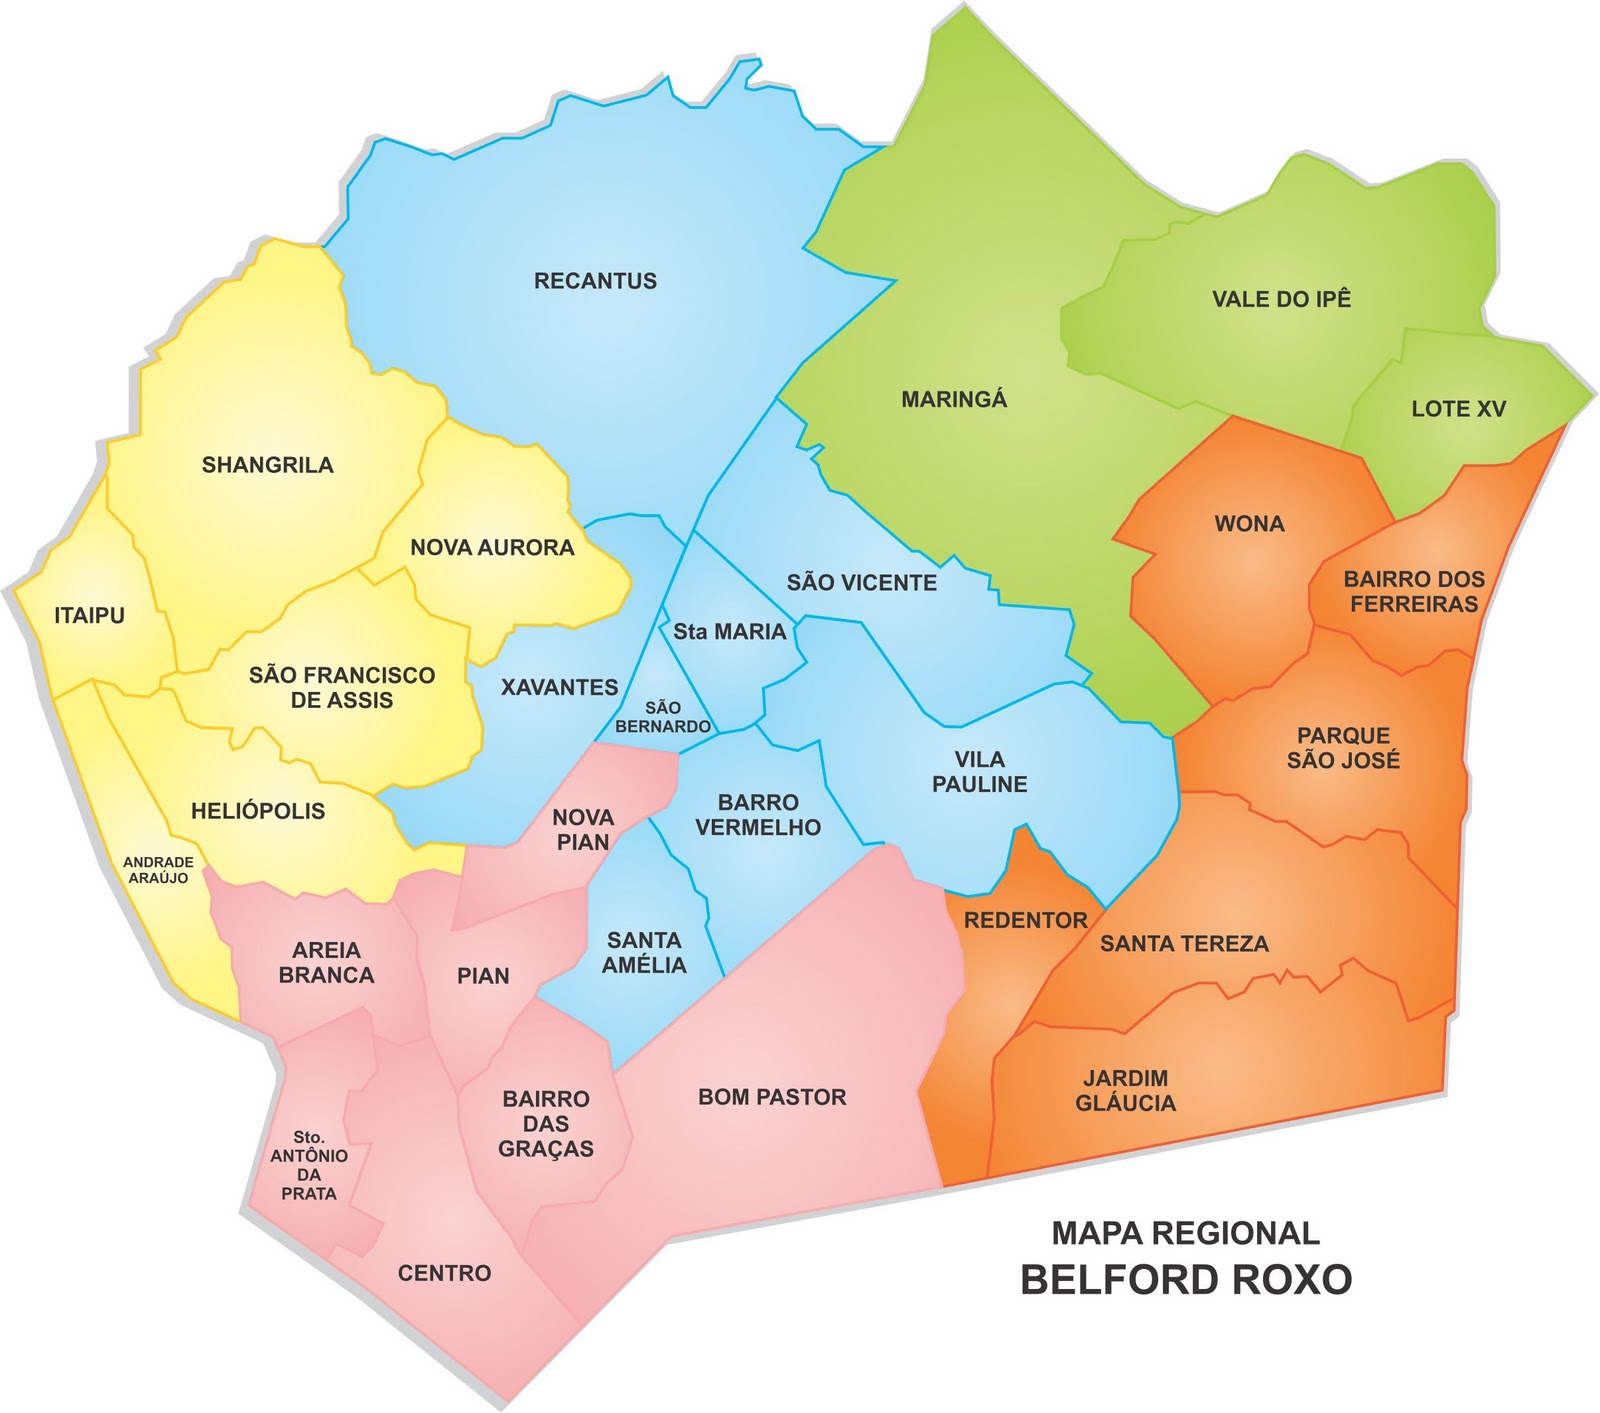 RECANTUS
VALE DO IPÊ
MARINGÁ
LOTE XV
SHANGRILA
WONA
NOVA AURORA
BAIRRO DOS
FERREIRAS
SÃO VICENTE
ITAIPU
Sta MARIA
SÃO FRANCISCO
DE ASSIS
XAVANTES
SÃO
BERNARDO
PARQUE
SÃO JOSÉ
VILA
PAULINE
BARRO
VERMELHO
HELIÓPOLIS
NOVA
PIAN
ANDRADE
ARAÚJO
REDENTOR
SANTA TEREZA
SANTA
AMÉLIA
AREIA
BRANCA
PIAN
JARDIM
GLÁUCIA
BOM PASTOR
BAIRRO
DAS
GRAÇAS
Sto.
ANTÔNIO
DA
PRATA
CENTRO
MAPA REGIONAL
BELFORD ROXO